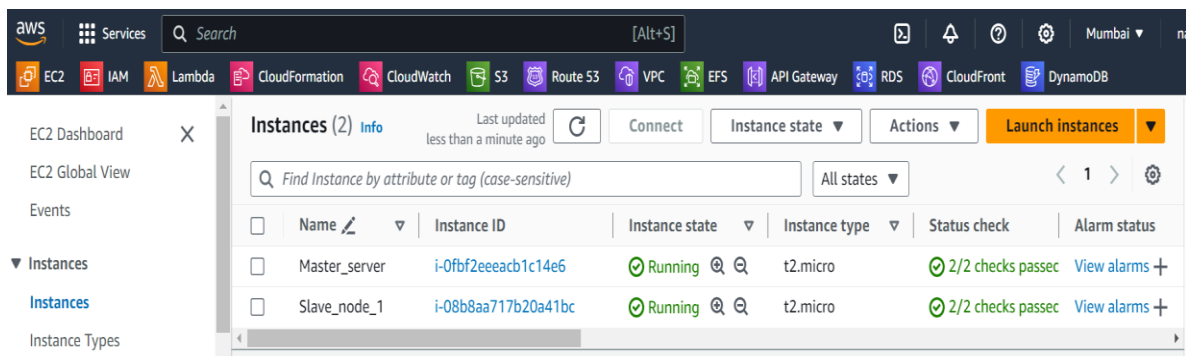 aws Services Search [Alt+S] Mumbai ▼ na
EC2 IAM Lambda CloudFormation CloudWatch S3 Route 53 VPC EFS API Gateway RDS CloudFront DynamoDB
EC2 Dashboard
EC2 Global View
Events
▼ Instances
Instances
Instance Types
Instances (2) Info Last updated less than a minute ago Connect Instance state ▼ Actions ▼ Launch instances ▼
Find Instance by attribute or tag (case-sensitive) All states ▼ < 1 >
Name Instance ID Instance state Instance type Status check Alarm status
Master_server i-0fbf2eeeacb1c14e6 Running t2.micro 2/2 checks passec View alarms +
Slave_node_1 i-08b8aa717b20a41bc Running t2.micro 2/2 checks passec View alarms +